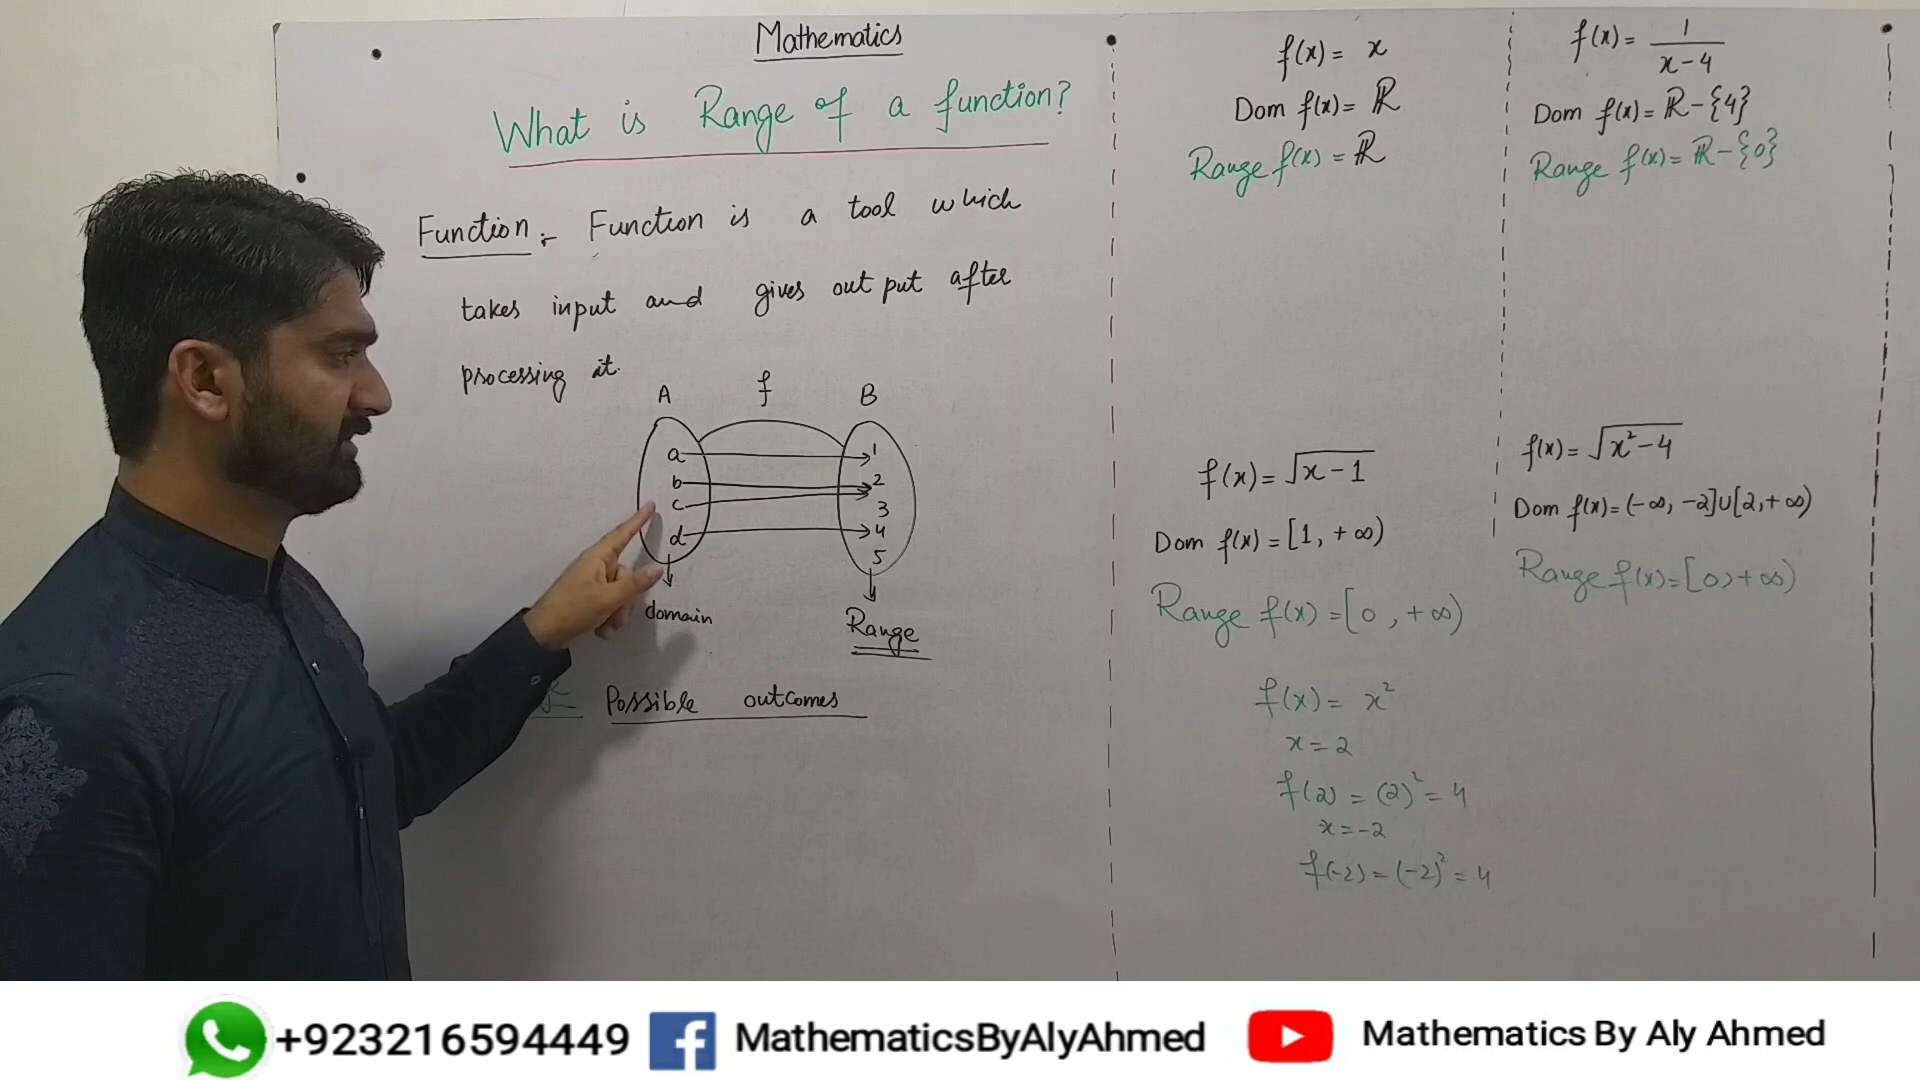 Mathematics
What is Range of a function?
Function :- Function is a tool which
takes input and gives out put after
processing it.
A f B
a 1
b 2
c 3
d 4
5
domain
Range
Possible outcomes
f(x) = x
Dom f(x) = ℝ
Range f(x) = ℝ
f(x) = 1/(x-4)
Dom f(x) = ℝ-{4}
Range f(x) = ℝ-{0}
f(x) = √(x-1)
Dom f(x) = [1, +∞)
Range f(x) = [0, +∞)
f(x) = √(x²-4)
Dom f(x) = (-∞, -2]∪[2,+∞)
Range f(x) = [0,+∞)
f(x) = x²
x = 2
f(2) = (2)² = 4
x = -2
f(-2) = (-2)² = 4
+923216594449 MathematicsByAlyAhmed Mathematics By Aly Ahmed